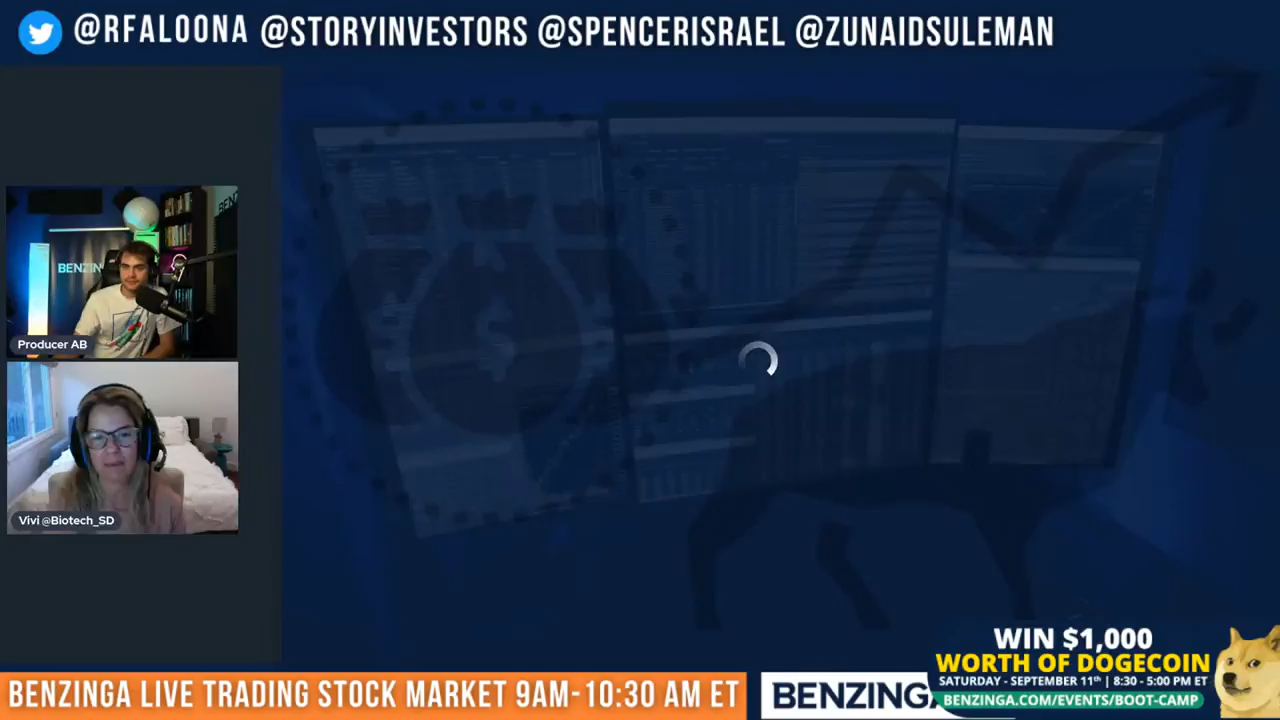 @RFALOONA @STORYINVESTORS @SPENCERISRAEL @ZUNAIDSULEMAN
Producer AB
Vivi @Biotech_SD
WIN $1,000
WORTH OF DOGECOIN
SATURDAY - SEPTEMBER 11th | 8:30 - 5:00 PM ET
BENZINGA.COM/EVENTS/BOOT-CAMP
BENZINGA LIVE TRADING STOCK MARKET 9AM-10:30 AM ET